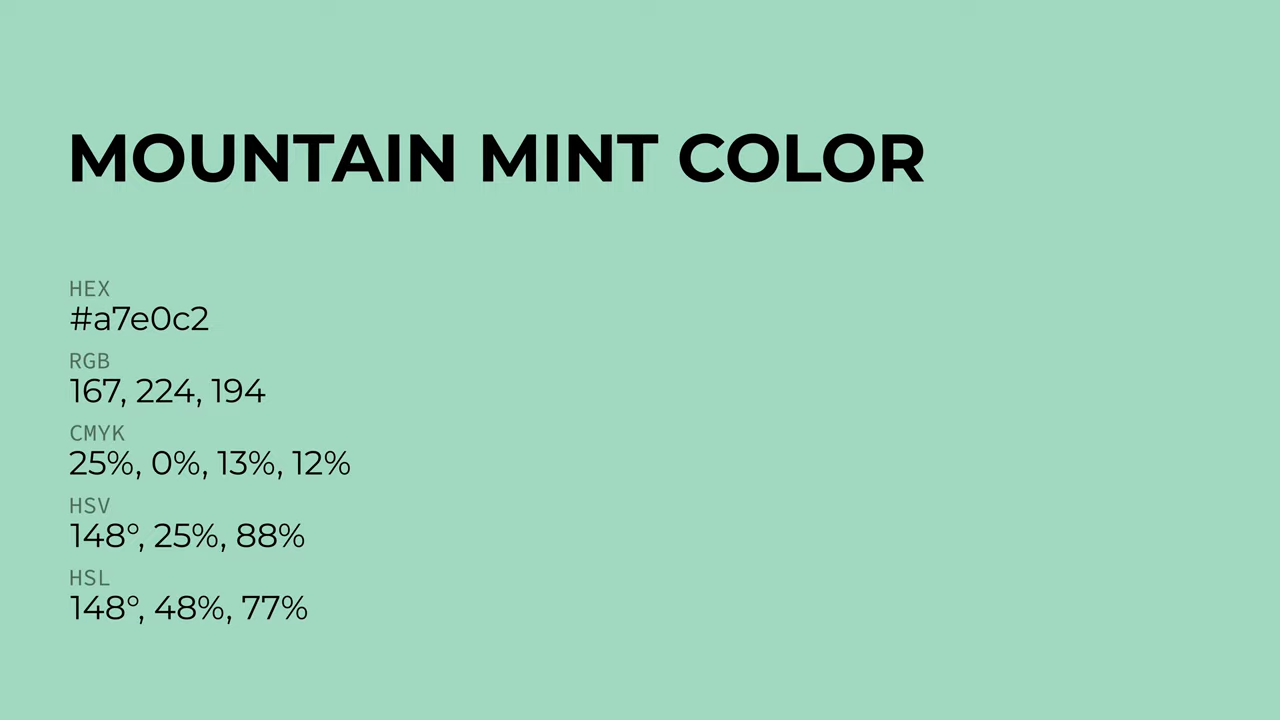 MOUNTAIN MINT COLOR
HEX
#a7e0c2
RGB
167, 224, 194
CMYK
25%, 0%, 13%, 12%
HSV
148°, 25%, 88%
HSL
148°, 48%, 77%